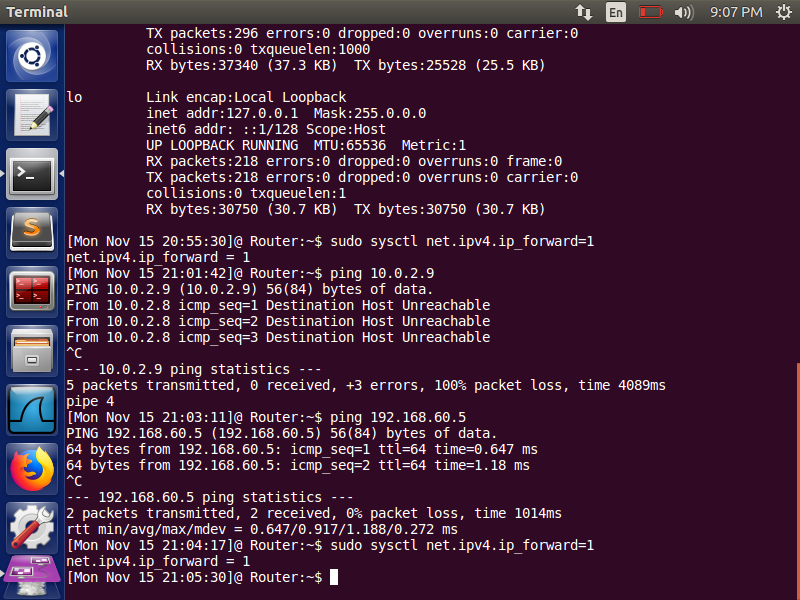 Terminal En 9:07 PM
TX packets:296 errors:0 dropped:0 overruns:0 carrier:0
collisions:0 txqueuelen:1000
RX bytes:37340 (37.3 KB)  TX bytes:25528 (25.5 KB)
lo        Link encap:Local Loopback
inet addr:127.0.0.1  Mask:255.0.0.0
inet6 addr: ::1/128 Scope:Host
UP LOOPBACK RUNNING  MTU:65536  Metric:1
RX packets:218 errors:0 dropped:0 overruns:0 frame:0
TX packets:218 errors:0 dropped:0 overruns:0 carrier:0
collisions:0 txqueuelen:1
RX bytes:30750 (30.7 KB)  TX bytes:30750 (30.7 KB)
[Mon Nov 15 20:55:30]@ Router:~$ sudo sysctl net.ipv4.ip_forward=1
net.ipv4.ip_forward = 1
[Mon Nov 15 21:01:42]@ Router:~$ ping 10.0.2.9
PING 10.0.2.9 (10.0.2.9) 56(84) bytes of data.
From 10.0.2.8 icmp_seq=1 Destination Host Unreachable
From 10.0.2.8 icmp_seq=2 Destination Host Unreachable
From 10.0.2.8 icmp_seq=3 Destination Host Unreachable
^C
--- 10.0.2.9 ping statistics ---
5 packets transmitted, 0 received, +3 errors, 100% packet loss, time 4089ms
pipe 4
[Mon Nov 15 21:03:11]@ Router:~$ ping 192.168.60.5
PING 192.168.60.5 (192.168.60.5) 56(84) bytes of data.
64 bytes from 192.168.60.5: icmp_seq=1 ttl=64 time=0.647 ms
64 bytes from 192.168.60.5: icmp_seq=2 ttl=64 time=1.18 ms
^C
--- 192.168.60.5 ping statistics ---
2 packets transmitted, 2 received, 0% packet loss, time 1014ms
rtt min/avg/max/mdev = 0.647/0.917/1.188/0.272 ms
[Mon Nov 15 21:04:17]@ Router:~$ sudo sysctl net.ipv4.ip_forward=1
net.ipv4.ip_forward = 1
[Mon Nov 15 21:05:30]@ Router:~$